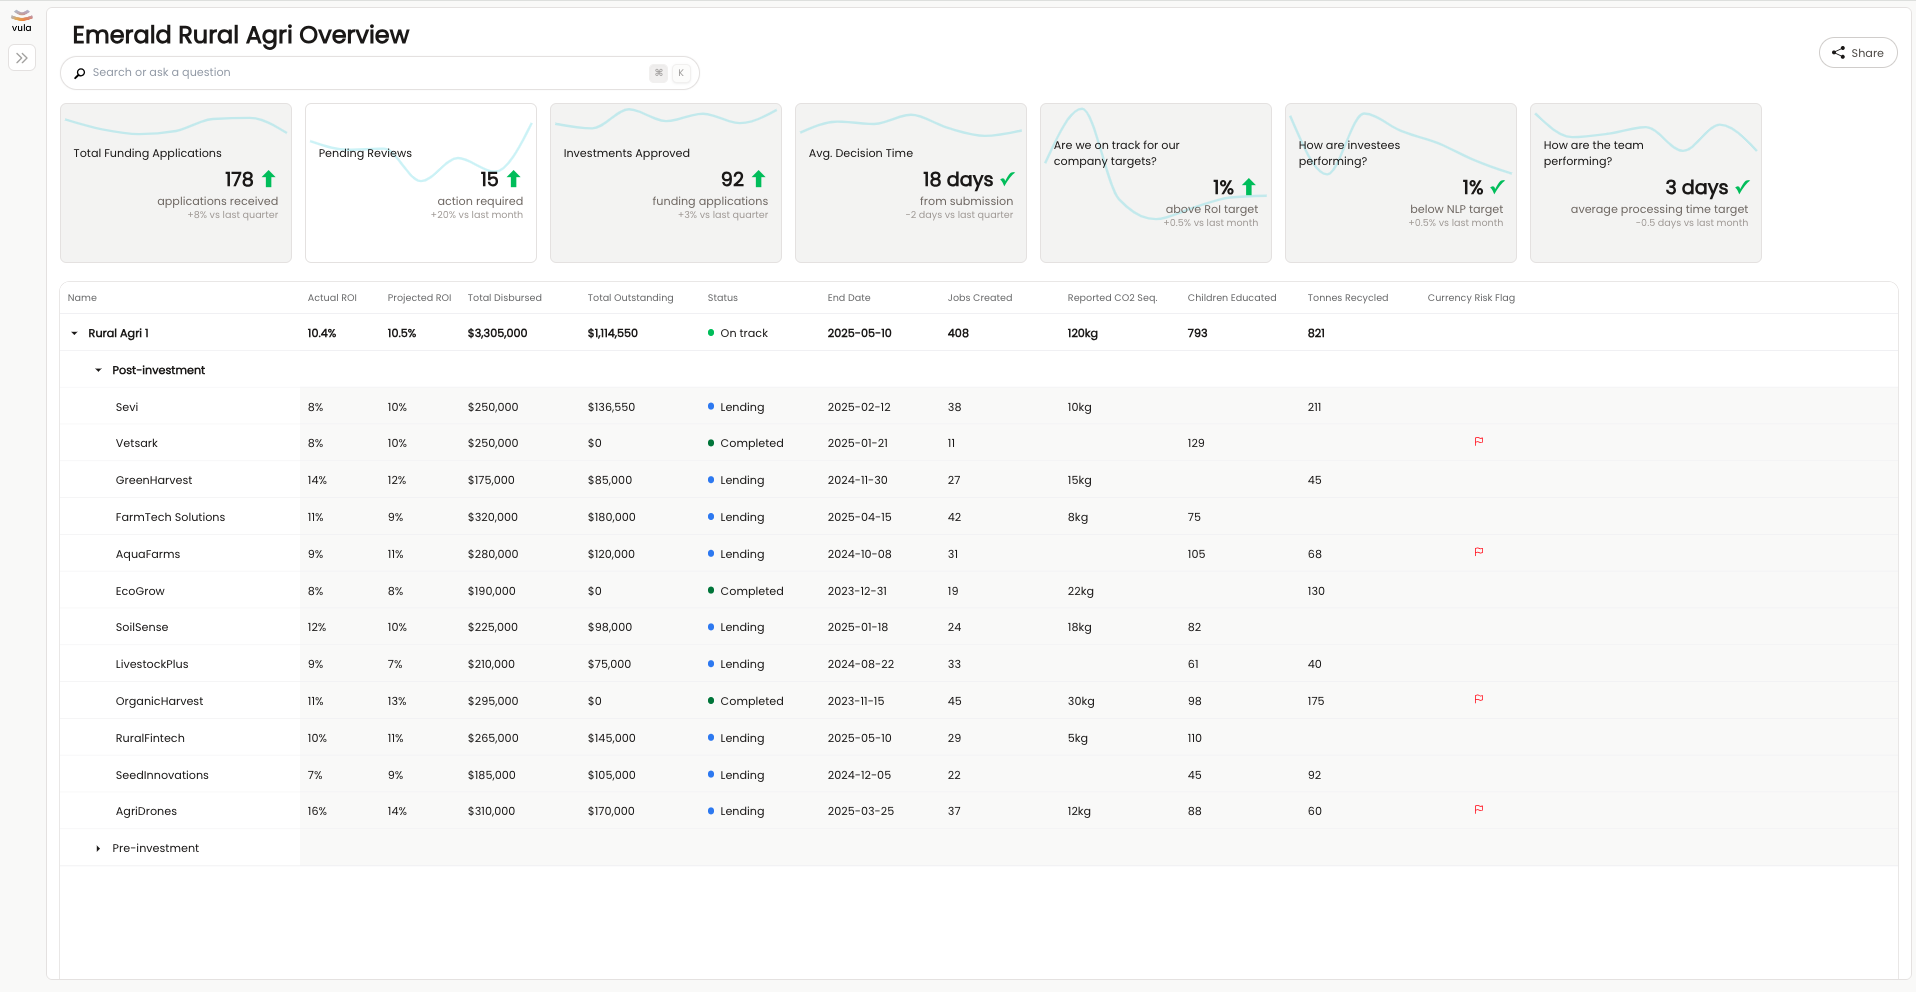 vula
Emerald Rural Agri Overview
Search or ask a question ⌘ K
Share
Total Funding Applications
178
applications received
+8% vs last quarter
Pending Reviews
15
action required
+20% vs last month
Investments Approved
92
funding applications
+3% vs last quarter
Avg. Decision Time
18 days
from submission
-2 days vs last quarter
Are we on track for our
company targets?
1%
above RoI target
+0.5% vs last month
How are investees
performing?
1%
below NLP target
+0.5% vs last month
How are the team
performing?
3 days
average processing time target
-0.5 days vs last month
Name Actual ROI Projected ROI Total Disbursed Total Outstanding Status End Date Jobs Created Reported CO2 Seq. Children Educated Tonnes Recycled Currency Risk Flag
Rural Agri 1 10.4% 10.5% $3,305,000 $1,114,550 On track 2025-05-10 408 120kg 793 821
Post-investment
Sevi 8% 10% $250,000 $136,550 Lending 2025-02-12 38 10kg 211
Vetsark 8% 10% $250,000 $0 Completed 2025-01-21 11 129
GreenHarvest 14% 12% $175,000 $85,000 Lending 2024-11-30 27 15kg 45
FarmTech Solutions 11% 9% $320,000 $180,000 Lending 2025-04-15 42 8kg 75
AquaFarms 9% 11% $280,000 $120,000 Lending 2024-10-08 31 105 68
EcoGrow 8% 8% $190,000 $0 Completed 2023-12-31 19 22kg 130
SoilSense 12% 10% $225,000 $98,000 Lending 2025-01-18 24 18kg 82
LivestockPlus 9% 7% $210,000 $75,000 Lending 2024-08-22 33 61 40
OrganicHarvest 11% 13% $295,000 $0 Completed 2023-11-15 45 30kg 98 175
RuralFintech 10% 11% $265,000 $145,000 Lending 2025-05-10 29 5kg 110
SeedInnovations 7% 9% $185,000 $105,000 Lending 2024-12-05 22 45 92
AgriDrones 16% 14% $310,000 $170,000 Lending 2025-03-25 37 12kg 88 60
Pre-investment